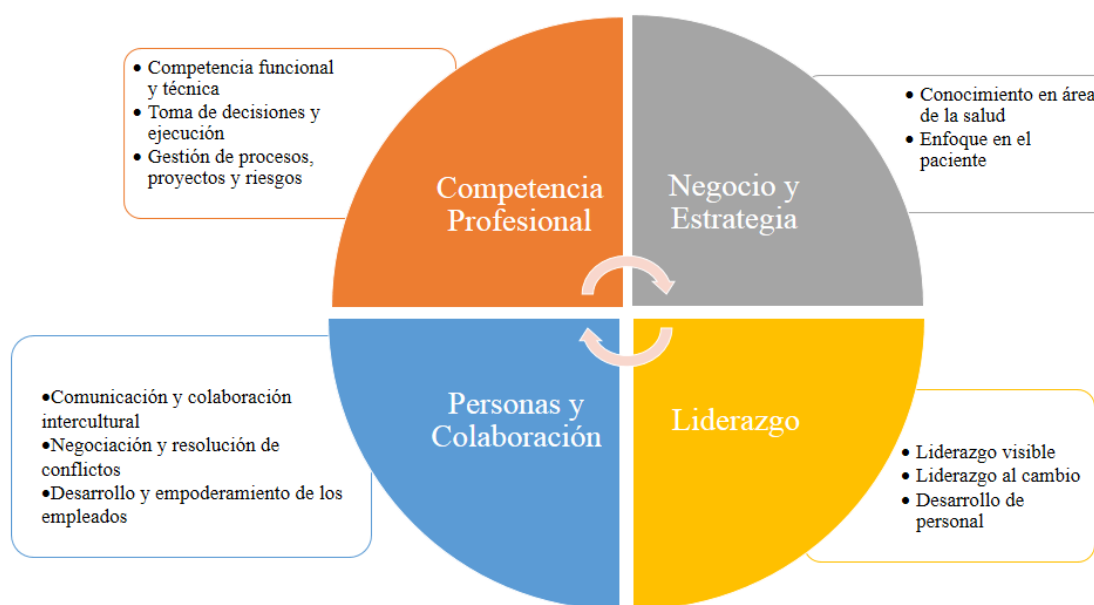 • Competencia funcional
y técnica
• Toma de decisiones y
ejecución
• Gestión de procesos,
proyectos y riesgos
Competencia
Profesional
Negocio y
Estrategia
• Conocimiento en área
de la salud
• Enfoque en el
paciente
•Comunicación y colaboración
intercultural
•Negociación y resolución de
conflictos
•Desarrollo y empoderamiento de los
empleados
Personas y
Colaboración
Liderazgo
• Liderazgo visible
• Liderazgo al cambio
• Desarrollo de
personal